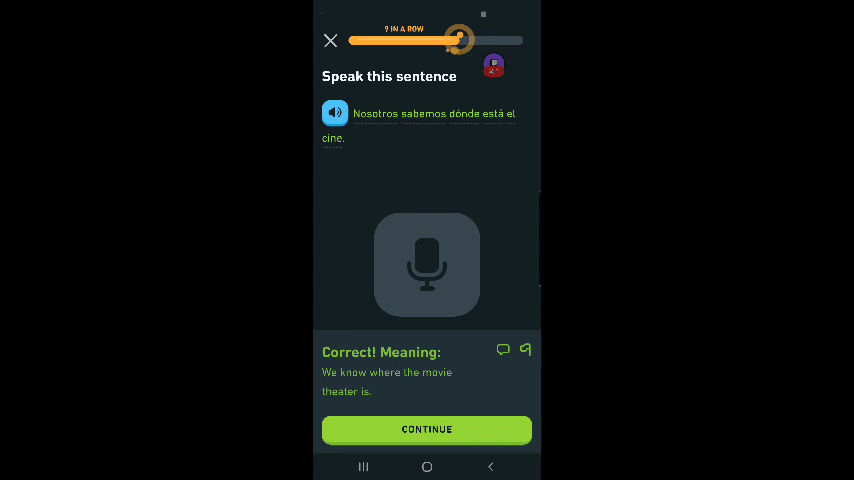 9 IN A ROW
Speak this sentence
Nosotros sabemos dónde está el
cine.
Correct! Meaning:
We know where the movie
theater is.
CONTINUE